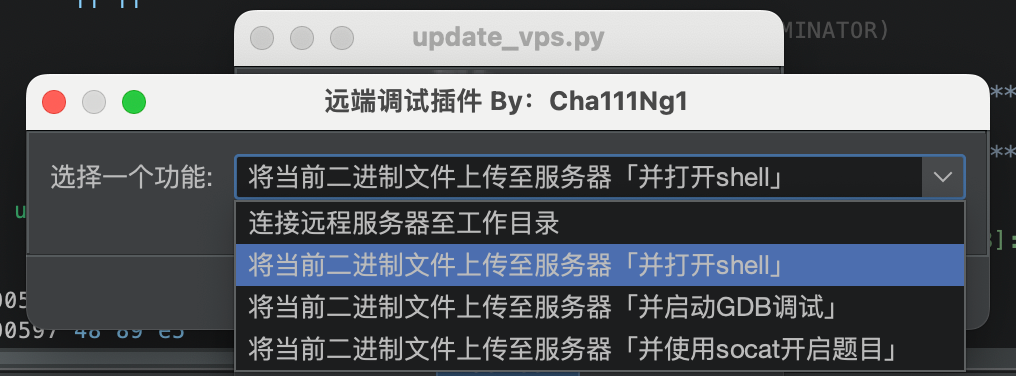 update_vps.py
MINATOR)
远端调试插件 By：Cha111Ng1
**
选择一个功能:
将当前二进制文件上传至服务器「并打开shell」
**
u
连接远程服务器至工作目录
]:
将当前二进制文件上传至服务器「并打开shell」
将当前二进制文件上传至服务器「并启动GDB调试」
00597 48 89 e5
将当前二进制文件上传至服务器「并使用socat开启题目」